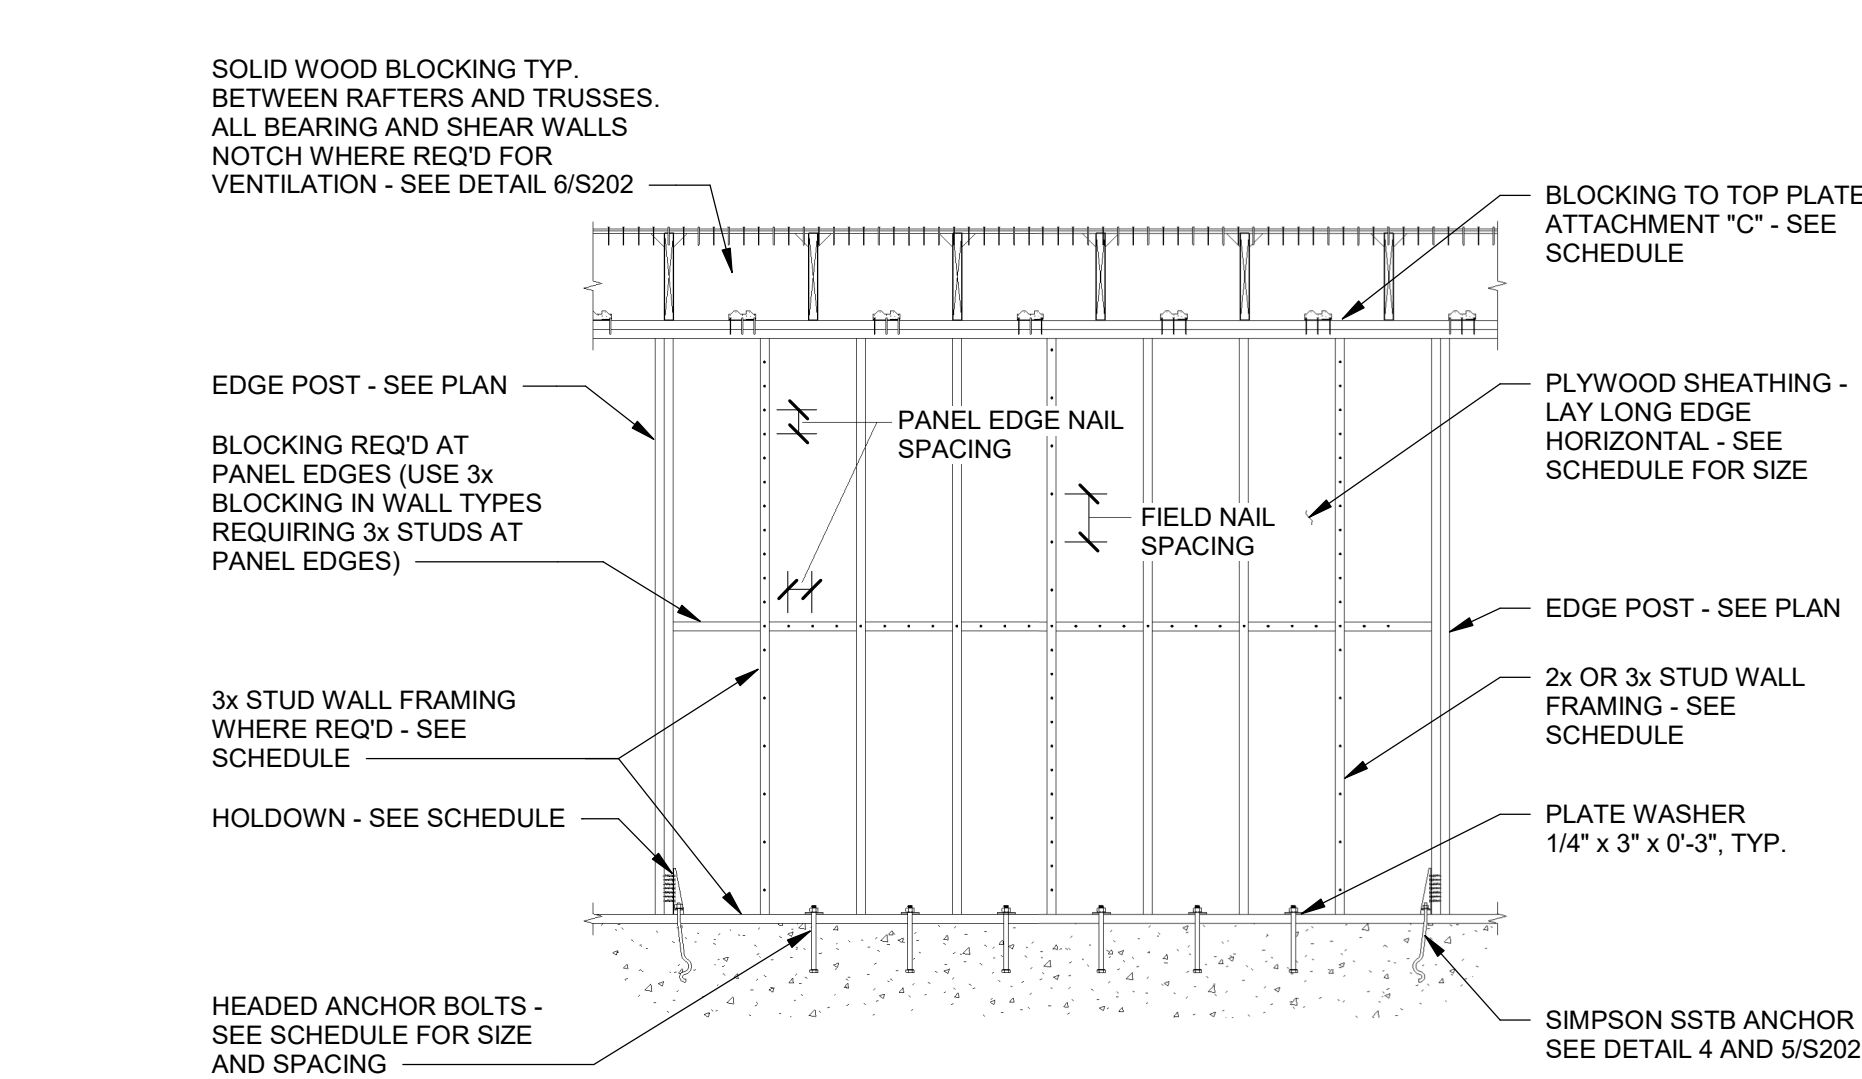 SOLID WOOD BLOCKING TYP.
BETWEEN RAFTERS AND TRUSSES.
ALL BEARING AND SHEAR WALLS
NOTCH WHERE REQ'D FOR
VENTILATION - SEE DETAIL 6/S202
BLOCKING TO TOP PLATE
ATTACHMENT "C" - SEE
SCHEDULE
EDGE POST - SEE PLAN
BLOCKING REQ'D AT
PANEL EDGES (USE 3x
BLOCKING IN WALL TYPES
REQUIRING 3x STUDS AT
PANEL EDGES)
PANEL EDGE NAIL
SPACING
FIELD NAIL
SPACING
PLYWOOD SHEATHING -
LAY LONG EDGE
HORIZONTAL - SEE
SCHEDULE FOR SIZE
EDGE POST - SEE PLAN
3x STUD WALL FRAMING
WHERE REQ'D - SEE
SCHEDULE
2x OR 3x STUD WALL
FRAMING - SEE
SCHEDULE
HOLDOWN - SEE SCHEDULE
PLATE WASHER
1/4" x 3" x 0'-3", TYP.
HEADED ANCHOR BOLTS -
SEE SCHEDULE FOR SIZE
AND SPACING
SIMPSON SSTB ANCHOR
SEE DETAIL 4 AND 5/S202